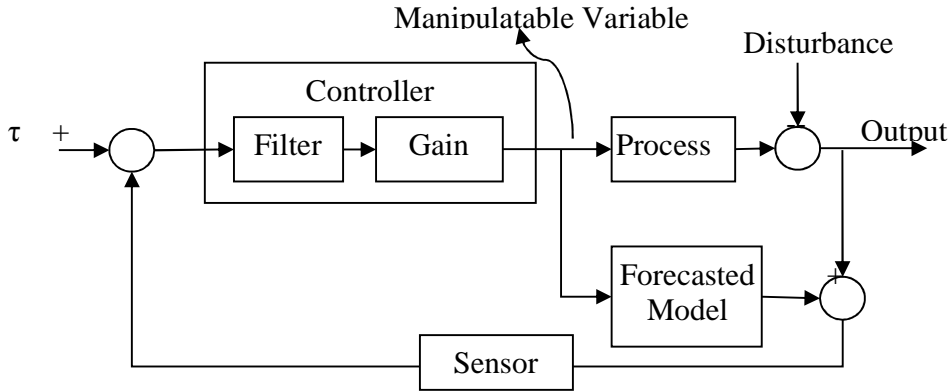 Manipulatable Variable
Disturbance
Controller
τ +
Filter
Gain
Process
Output
+
Forecasted
Model
Sensor